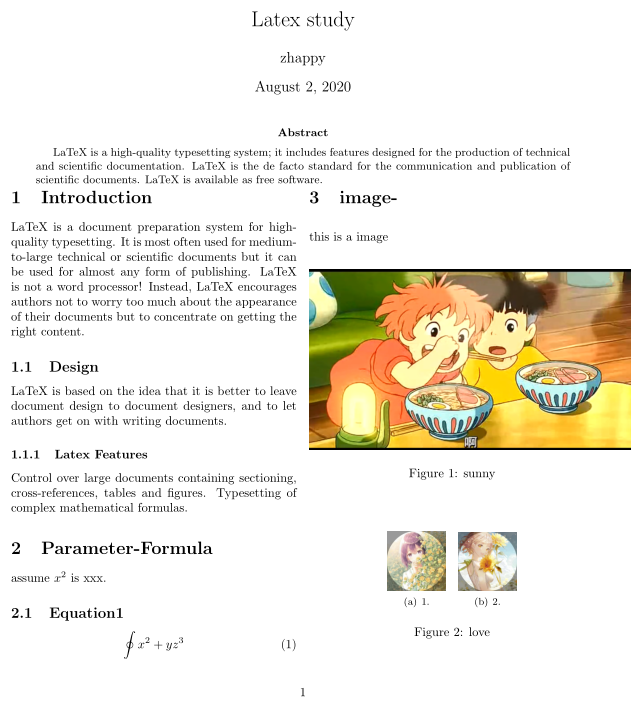 Latex study
zhappy
August 2, 2020
Abstract
LaTeX is a high-quality typesetting system; it includes features designed for the production of technical
and scientific documentation. LaTeX is the de facto standard for the communication and publication of
scientific documents. LaTeX is available as free software.
1 Introduction
LaTeX is a document preparation system for high-
quality typesetting. It is most often used for medium-
to-large technical or scientific documents but it can
be used for almost any form of publishing. LaTeX
is not a word processor! Instead, LaTeX encourages
authors not to worry too much about the appearance
of their documents but to concentrate on getting the
right content.
1.1 Design
LaTeX is based on the idea that it is better to leave
document design to document designers, and to let
authors get on with writing documents.
1.1.1 Latex Features
Control over large documents containing sectioning,
cross-references, tables and figures. Typesetting of
complex mathematical formulas.
2 Parameter-Formula
assume x² is xxx.
2.1 Equation1
∮ x² + yz³ (1)
3 image-
this is a image
Figure 1: sunny
(a) 1. (b) 2.
Figure 2: love
1